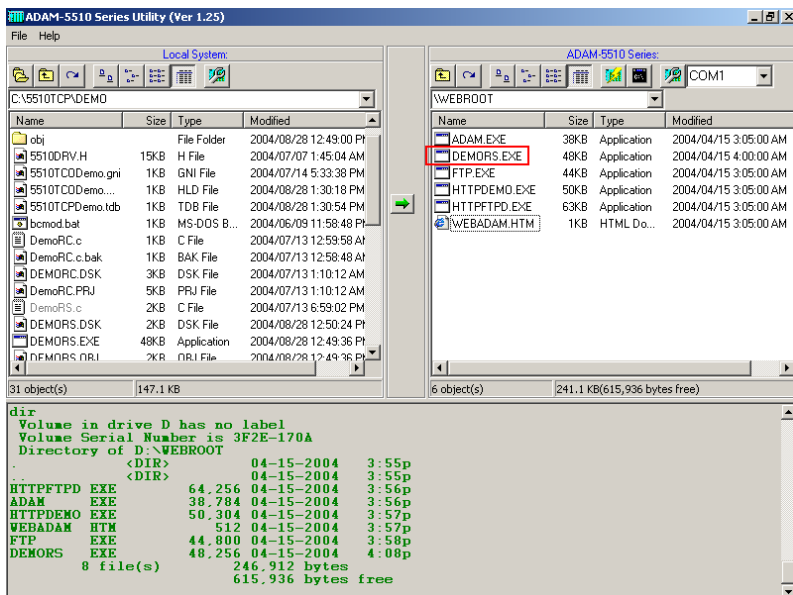 ADAM-5510 Series Utility (Ver 1.25)
File Help
Local System:
C:\5510TCP\DEMO
Name Size Type Modified
obj File Folder 2004/08/28 12:49:00 PM
5510DRV.H 15KB H File 2004/07/07 1:45:04 AM
5510TCODemo.gni 1KB GNI File 2004/07/14 5:33:38 PM
5510TCODemo.... 1KB HLD File 2004/08/28 1:30:18 PM
5510TCPDemo.tdb 1KB TDB File 2004/08/28 1:30:54 PM
bcmod.bat 1KB MS-DOS B... 2004/06/09 11:58:48 PM
DemoRC.c 1KB C File 2004/07/13 12:59:58 AM
DemoRC.c.bak 1KB BAK File 2004/07/13 12:58:48 AM
DEMORC.DSK 3KB DSK File 2004/07/13 1:10:12 AM
DemoRC.PRJ 5KB PRJ File 2004/07/13 1:10:12 AM
DemoRS.c 2KB C File 2004/07/13 6:59:02 PM
DEMORS.DSK 2KB DSK File 2004/08/28 12:50:24 PM
DEMORS.EXE 48KB Application 2004/08/28 12:49:36 PM
DEMORS.OBJ 2KB OBJ File 2004/08/28 12:49:36 PM
31 object(s) 147.1 KB
ADAM-5510 Series:
COM1
\WEBROOT
Name Size Type Modified
ADAM.EXE 38KB Application 2004/04/15 3:05:00 AM
DEMORS.EXE 48KB Application 2004/04/15 4:00:00 AM
FTP.EXE 44KB Application 2004/04/15 3:05:00 AM
HTTPDEMO.EXE 50KB Application 2004/04/15 3:05:00 AM
HTTPFTPD.EXE 63KB Application 2004/04/15 3:05:00 AM
WEBADAM.HTM 1KB HTML Do... 2004/04/15 3:05:00 AM
6 object(s) 241.1 KB(615,936 bytes free)
dir
Volume in drive D has no label
Volume Serial Number is 3F2E-170A
Directory of D:\WEBROOT
. <DIR> 04-15-2004 3:55p
.. <DIR> 04-15-2004 3:55p
HTTPFTPD EXE 64,256 04-15-2004 3:56p
ADAM EXE 38,784 04-15-2004 3:56p
HTTPDEMO EXE 50,304 04-15-2004 3:57p
WEBADAM HTM 512 04-15-2004 3:57p
FTP EXE 44,800 04-15-2004 3:58p
DEMORS EXE 48,256 04-15-2004 4:08p
8 file(s) 246,912 bytes
615,936 bytes free